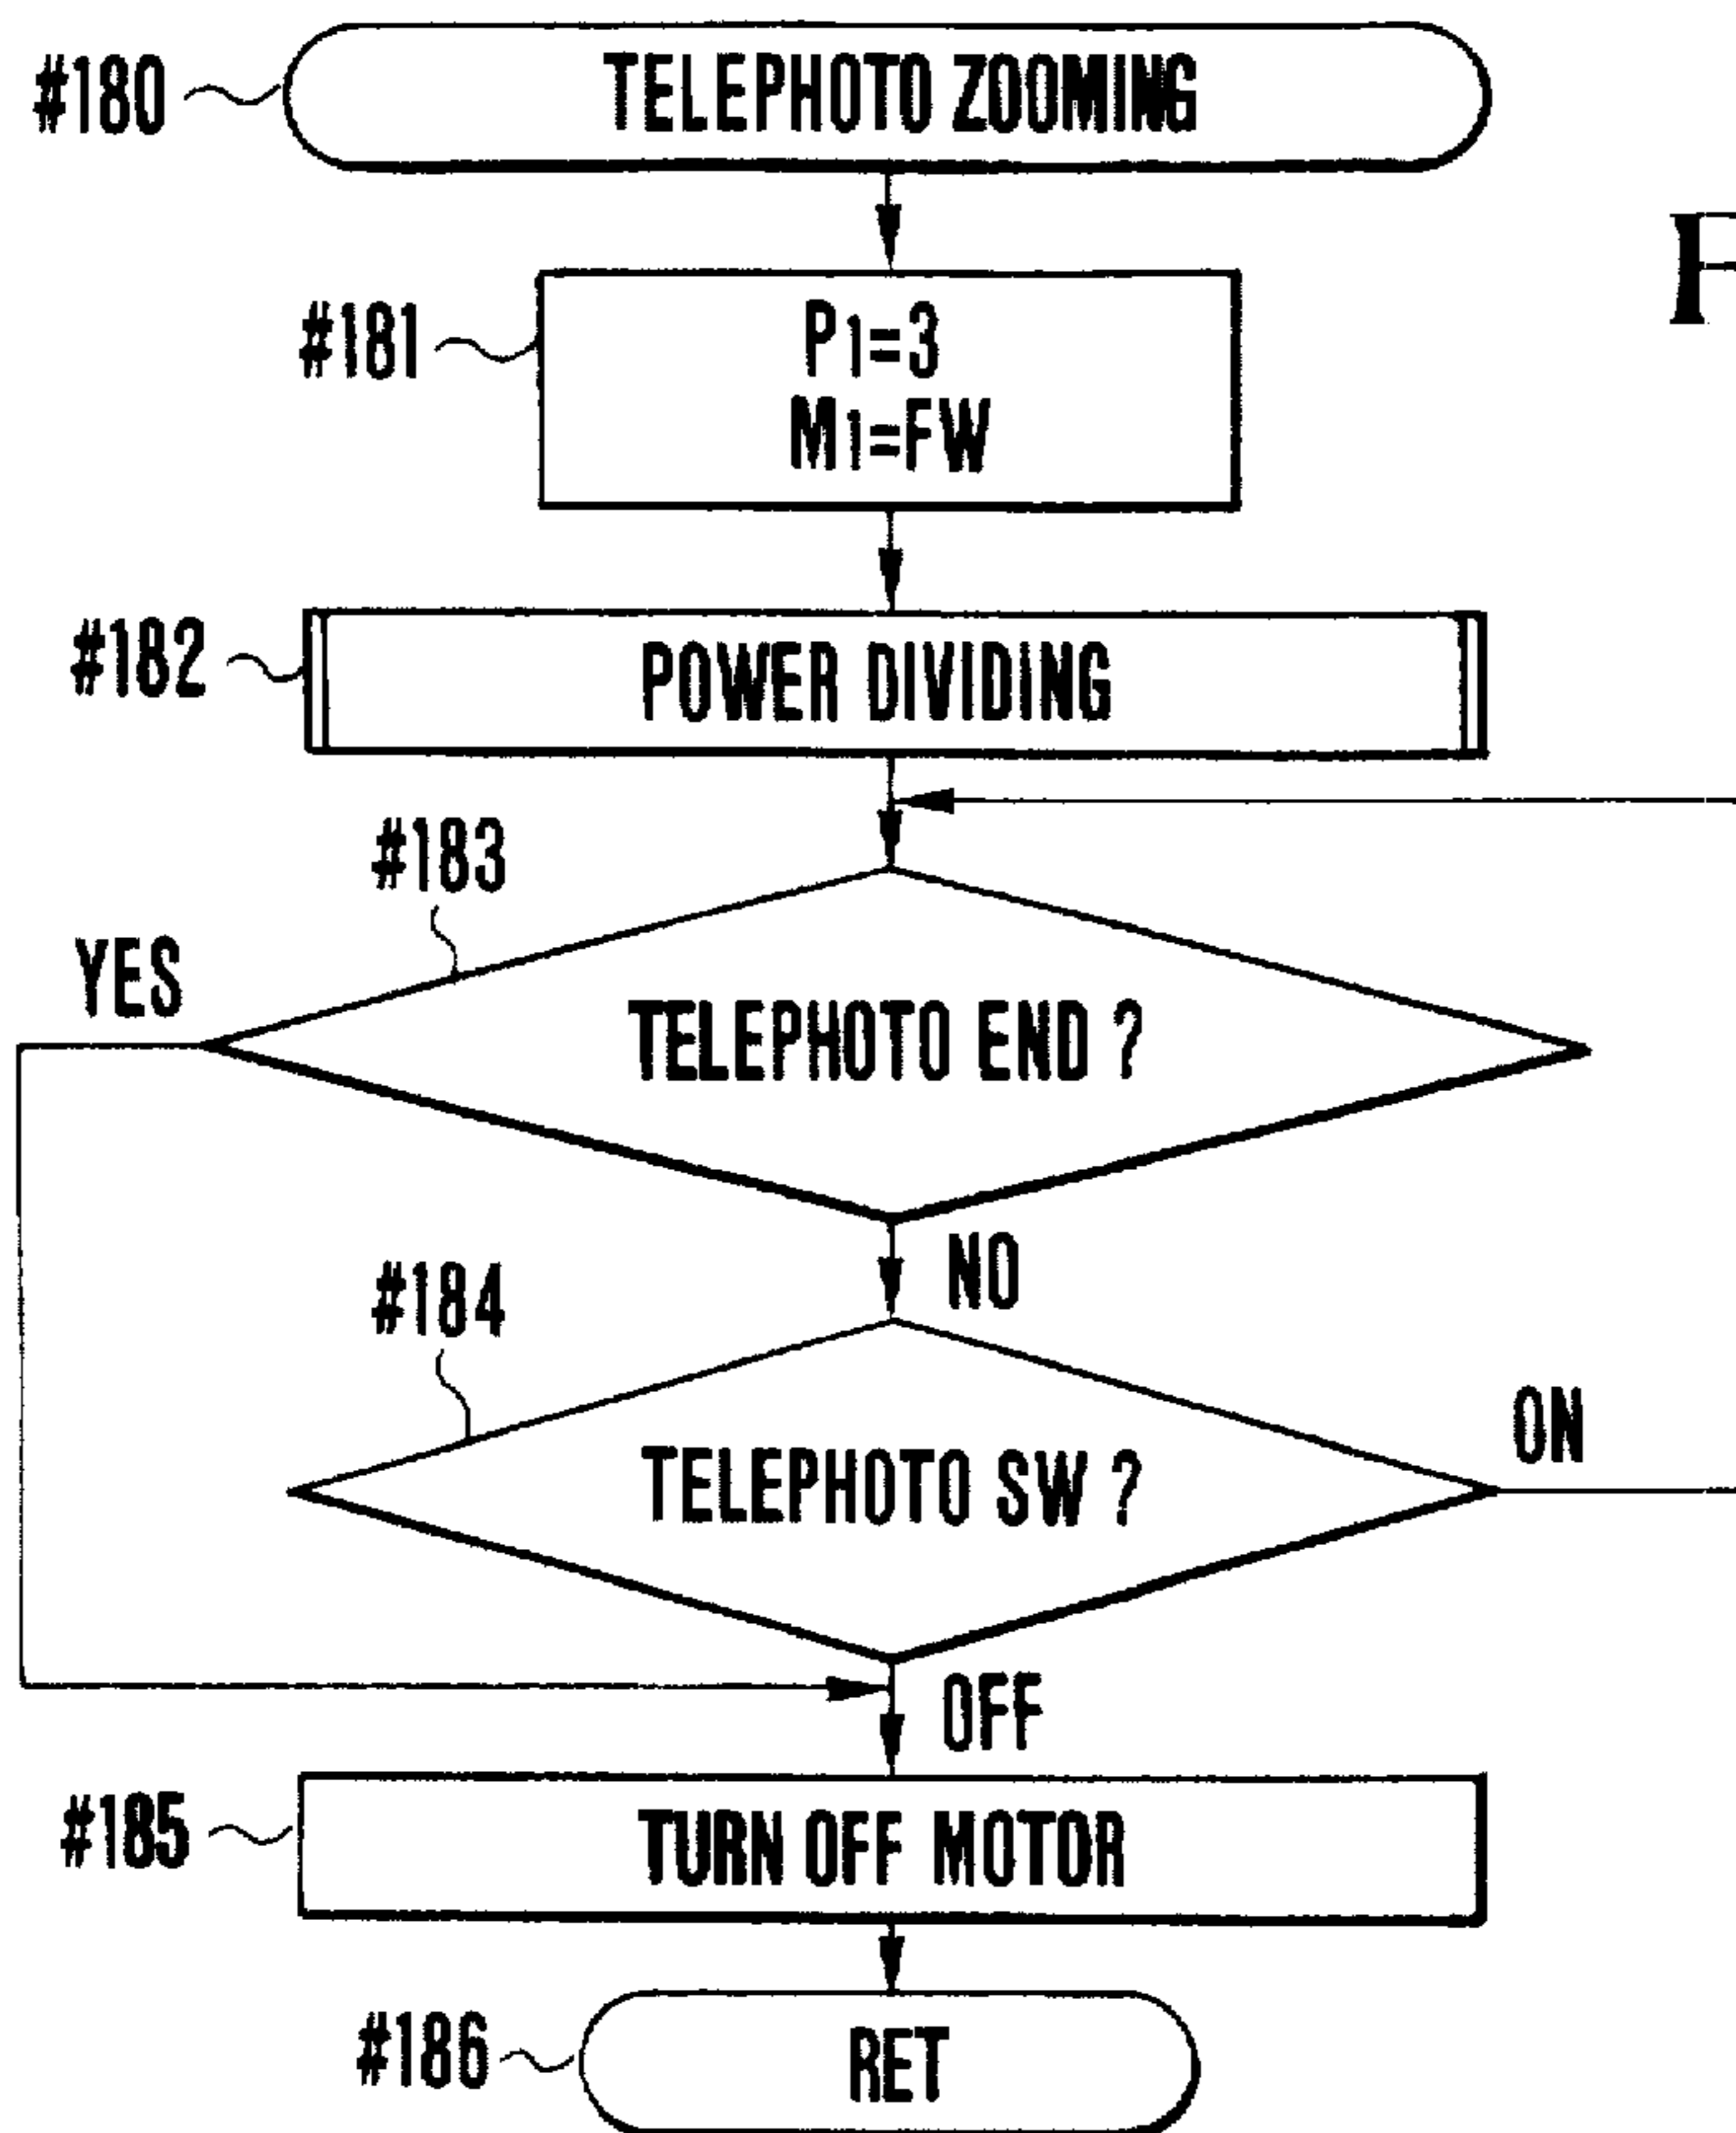 #180 TELEPHOTO ZOOMING
#181 P1=3
M1=FW
#182 POWER DIVIDING
#183
YES
TELEPHOTO END ?
NO
#184
ON
TELEPHOTO SW ?
OFF
#185 TURN OFF MOTOR
#186 RET